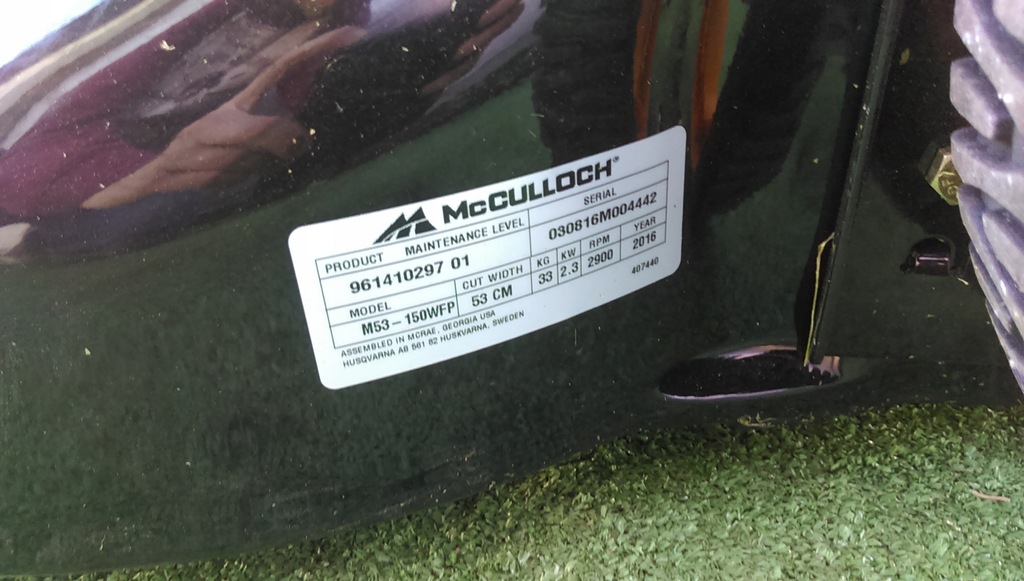 McCULLOCH®
PRODUCT MAINTENANCE LEVEL SERIAL
961410297 01 030816M004442
MODEL CUT WIDTH KG KW RPM YEAR
M53-150WFP 53 CM 33 2.3 2900 2016
ASSEMBLED IN MCRAE, GEORGIA USA
HUSQVARNA AB 561 82 HUSKVARNA, SWEDEN
407440